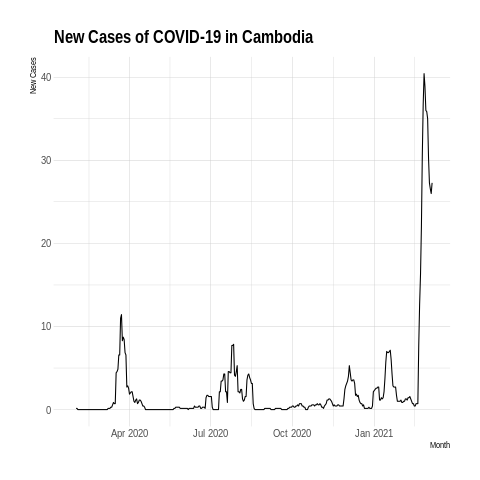 New Cases of COVID-19 in Cambodia
New Cases
40
30
20
10
0
Apr 2020 Jul 2020 Oct 2020 Jan 2021
Month